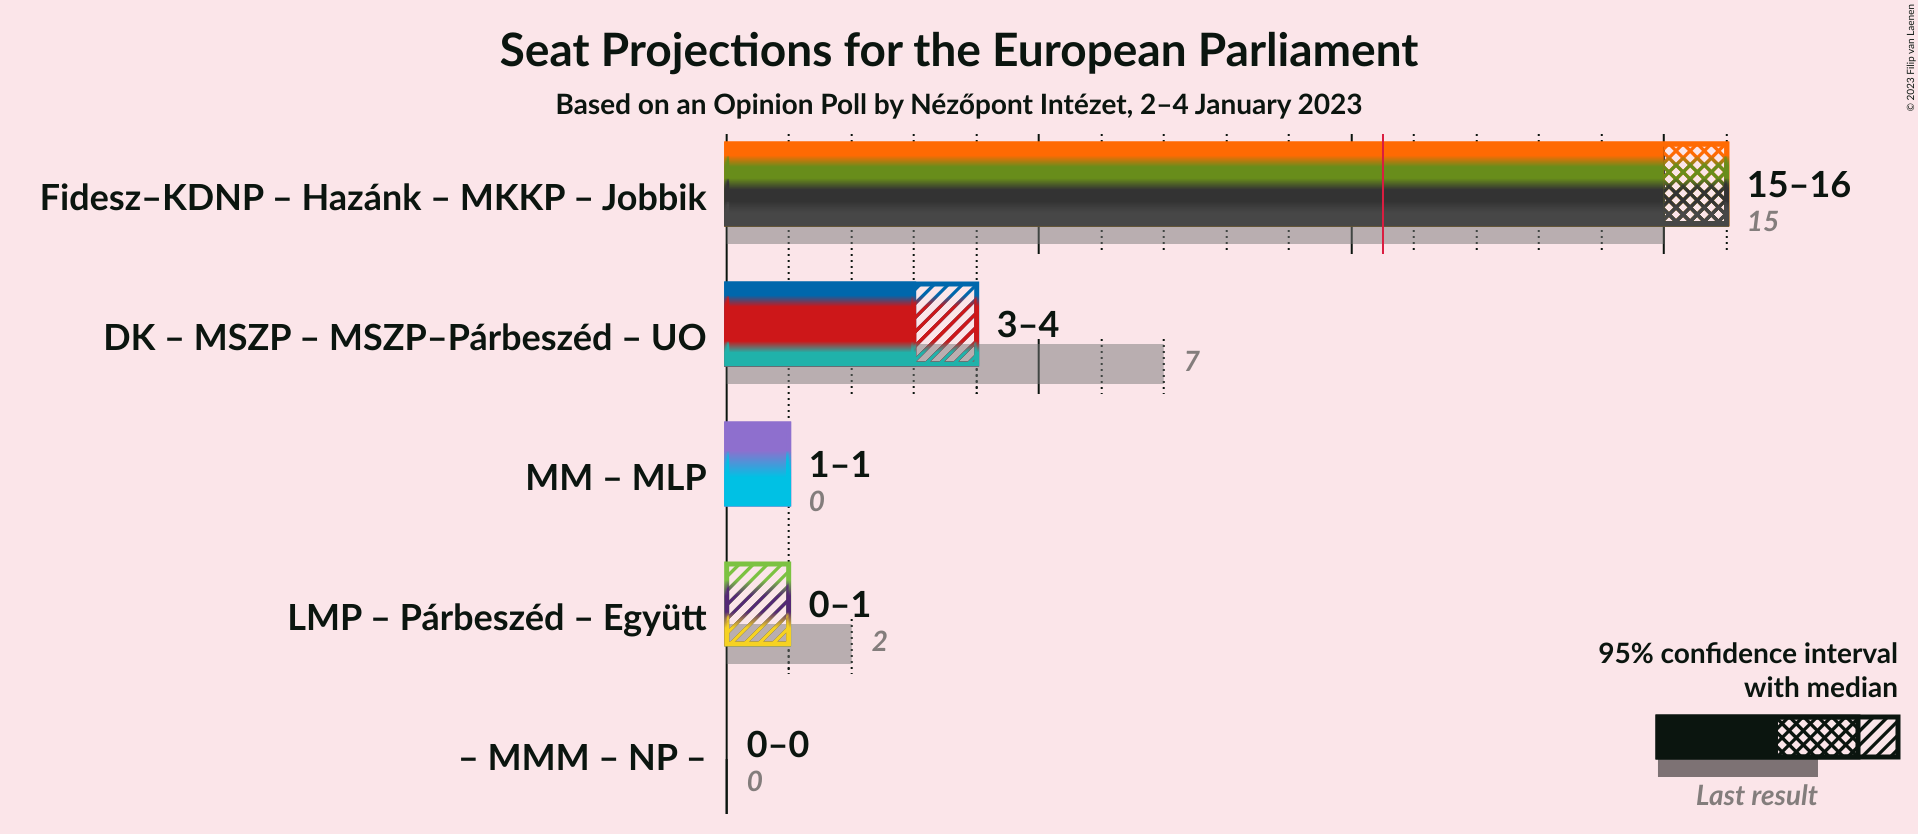 Seat Projections for the European Parliament
Based on an Opinion Poll by Nézőpont Intézet, 2–4 January 2023
© 2023 Filip van Laenen
Fidesz–KDNP – Hazánk – MKKP – Jobbik
15–16
15
DK – MSZP – MSZP–Párbeszéd – UO
3–4
7
MM – MLP
1–1
0
LMP – Párbeszéd – Együtt
0–1
2
– MMM – NP –
0–0
0
95% confidence interval
with median
Last result